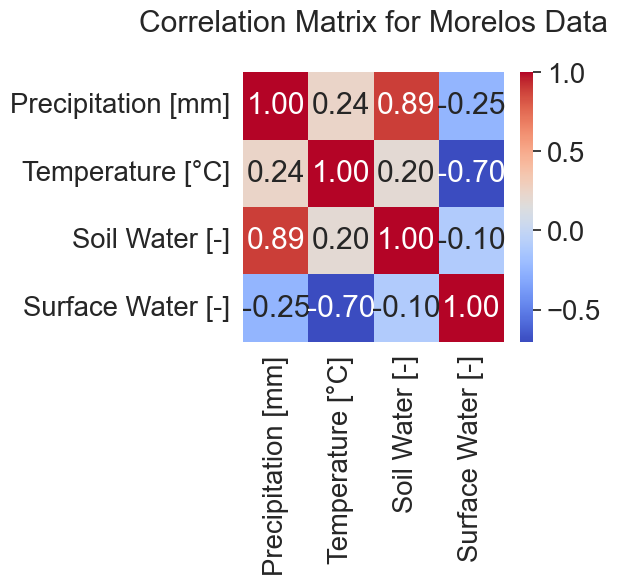 Correlation Matrix for Morelos Data
Precipitation [mm] 1.00 0.24 0.89 -0.25
Temperature [°C] 0.24 1.00 0.20 -0.70
Soil Water [-] 0.89 0.20 1.00 -0.10
Surface Water [-] -0.25 -0.70 -0.10 1.00
Precipitation [mm]
Temperature [°C]
Soil Water [-]
Surface Water [-]
1.0
0.5
0.0
−0.5